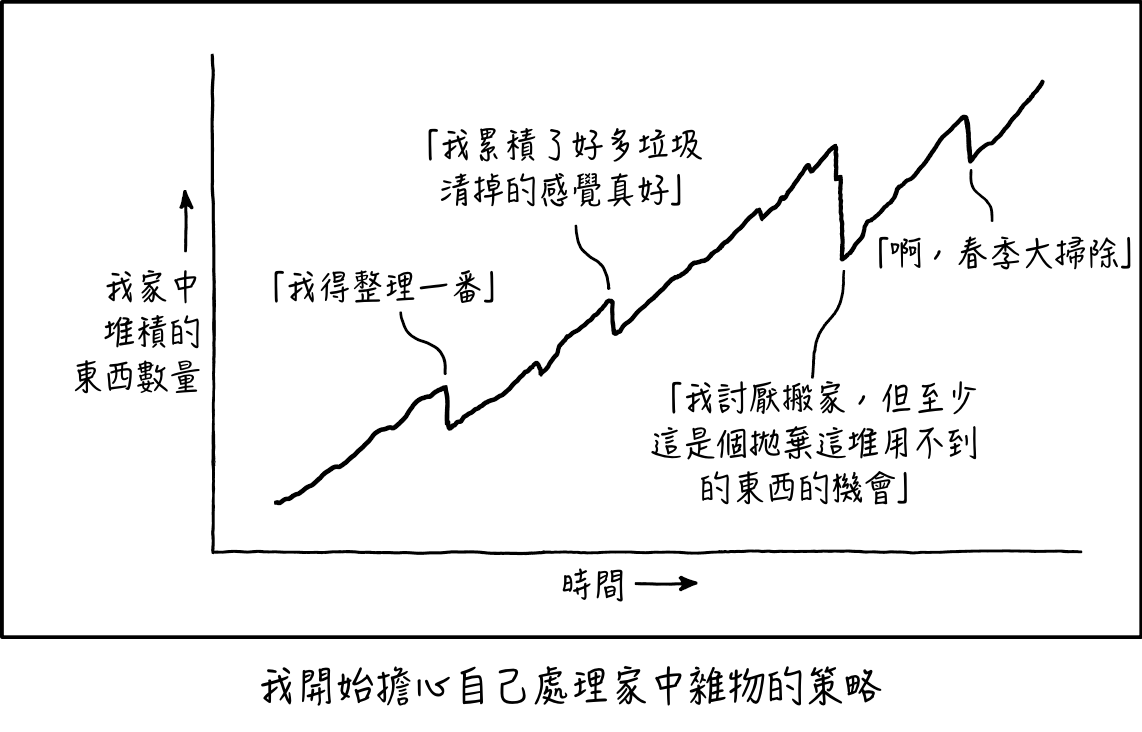 「我累積了好多垃圾
清掉的感覺真好」
「啊，春季大掃除」
「我得整理一番」
我家中
堆積的
東西數量
「我討厭搬家，但至少
這是個拋棄這堆用不到
的東西的機會」
時間
我開始擔心自己處理家中雜物的策略